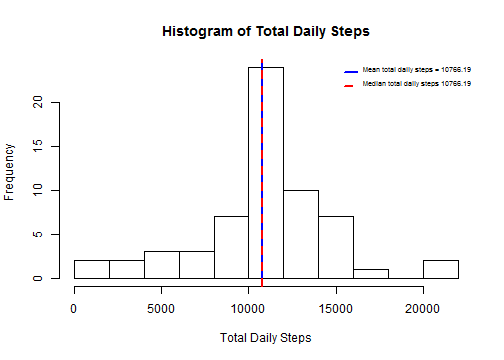 Histogram of Total Daily Steps
Mean total daily steps = 10766.19
Median total daily steps 10766.19
Frequency
20
15
10
5
0
0 5000 10000 15000 20000
Total Daily Steps